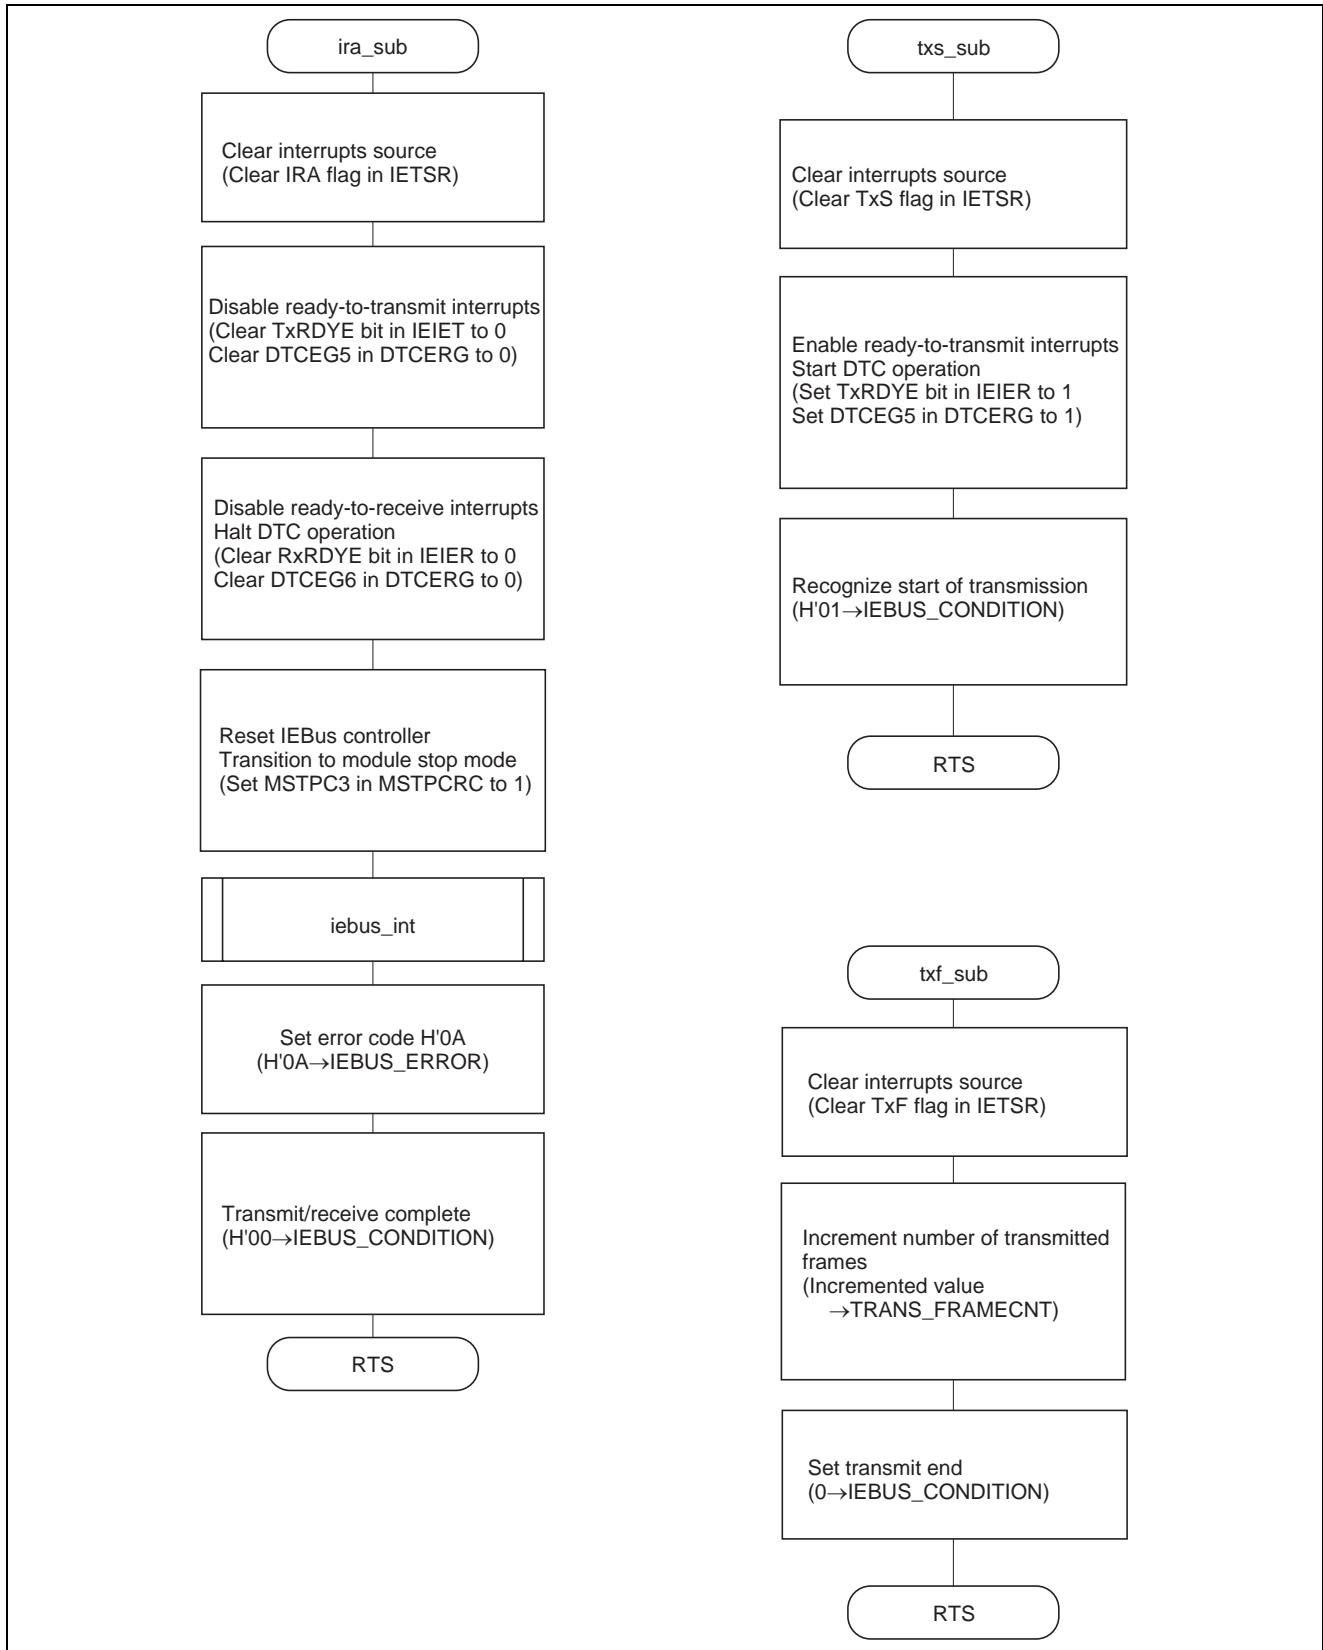 ira_sub
Clear interrupts source
(Clear IRA flag in IETSR)
Disable ready-to-transmit interrupts
(Clear TxRDYE bit in IEIET to 0
Clear DTCEG5 in DTCERG to 0)
Disable ready-to-receive interrupts
Halt DTC operation
(Clear RxRDYE bit in IEIER to 0
Clear DTCEG6 in DTCERG to 0)
Reset IEBus controller
Transition to module stop mode
(Set MSTPC3 in MSTPCRC to 1)
iebus_int
Set error code H'0A
(H'0A→IEBUS_ERROR)
Transmit/receive complete
(H'00→IEBUS_CONDITION)
RTS
txs_sub
Clear interrupts source
(Clear TxS flag in IETSR)
Enable ready-to-transmit interrupts
Start DTC operation
(Set TxRDYE bit in IEIER to 1
Set DTCEG5 in DTCERG to 1)
Recognize start of transmission
(H'01→IEBUS_CONDITION)
RTS
txf_sub
Clear interrupts source
(Clear TxF flag in IETSR)
Increment number of transmitted
frames
(Incremented value
→TRANS_FRAMECNT)
Set transmit end
(0→IEBUS_CONDITION)
RTS